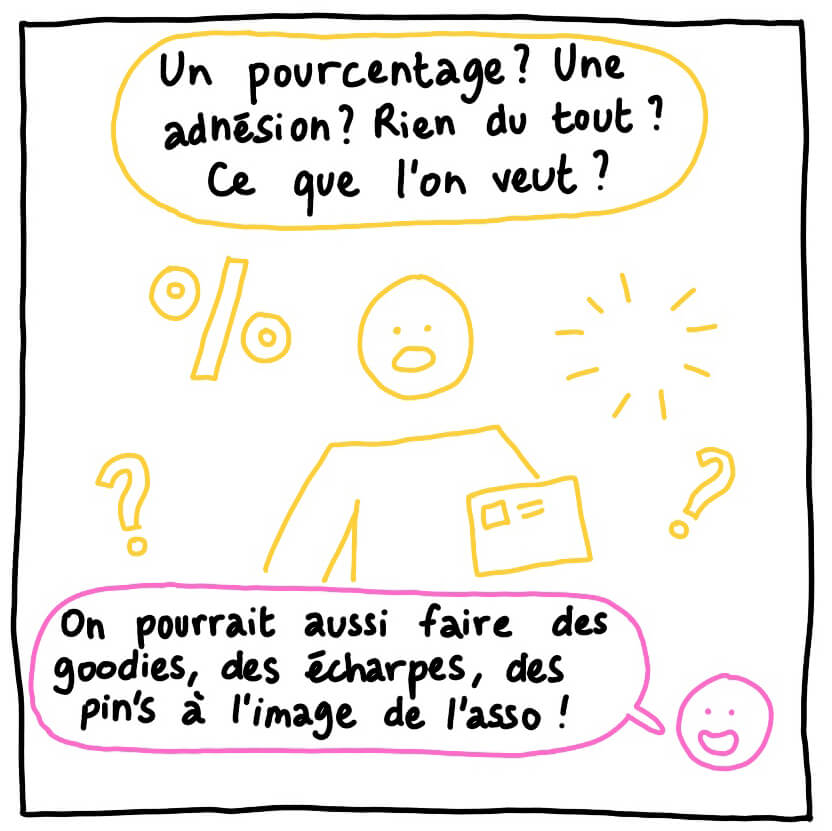 Un pourcentage? Une
adhésion? Rien du tout?
Ce que l'on veut?
%
?
?
On pourrait aussi faire des
goodies, des écharpes, des
pin's à l'image de l'asso!